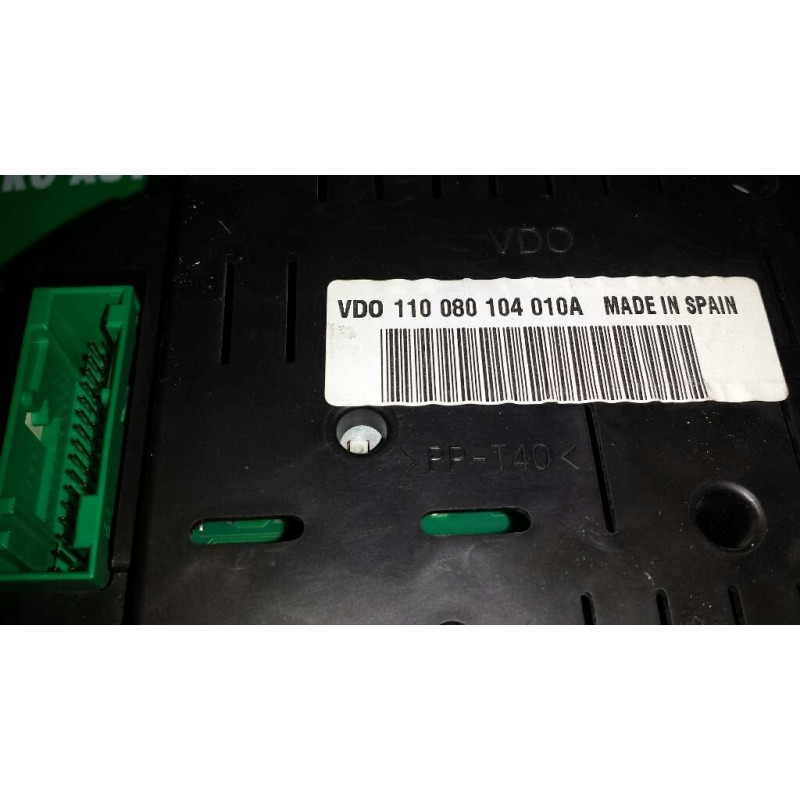 VDO
VDO 110 080 104 010A MADE IN SPAIN
>PP-T40<